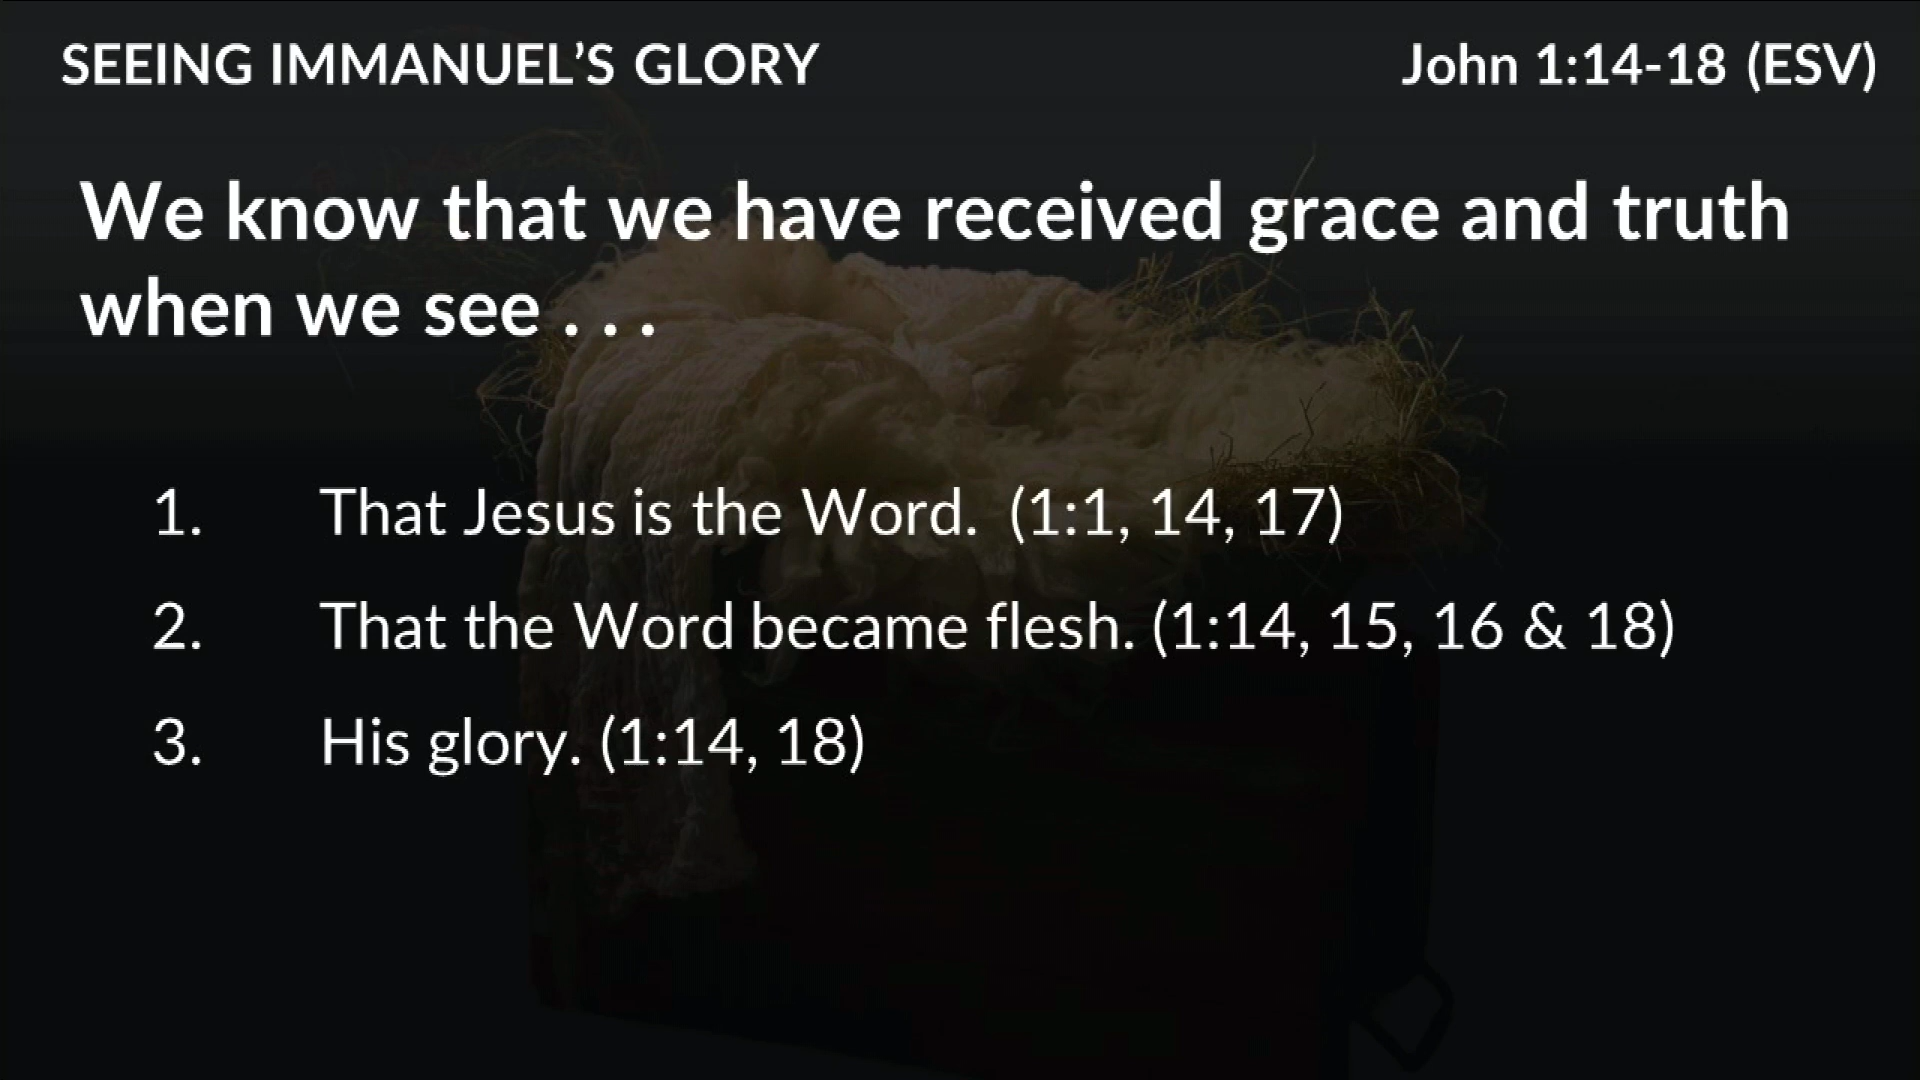 SEEING IMMANUEL’S GLORY
John 1:14-18 (ESV)
We know that we have received grace and truth
when we see . . .
1. That Jesus is the Word. (1:1, 14, 17)
2. That the Word became flesh. (1:14, 15, 16 & 18)
3. His glory. (1:14, 18)